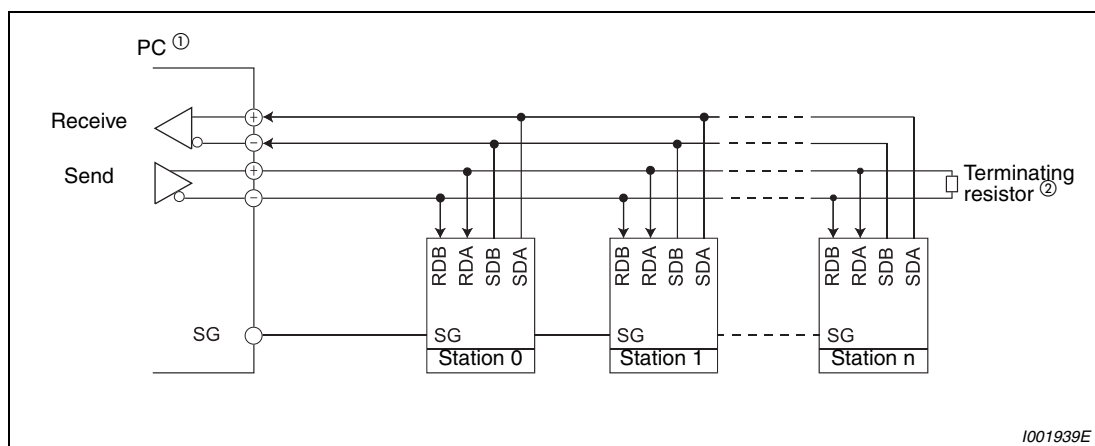 PC ①
Receive
+
−
Send
+
−
Terminating
resistor ②
RDB RDA SDB SDA
RDB RDA SDB SDA
RDB RDA SDB SDA
SG
SG
SG
SG
Station 0
Station 1
Station n
I001939E